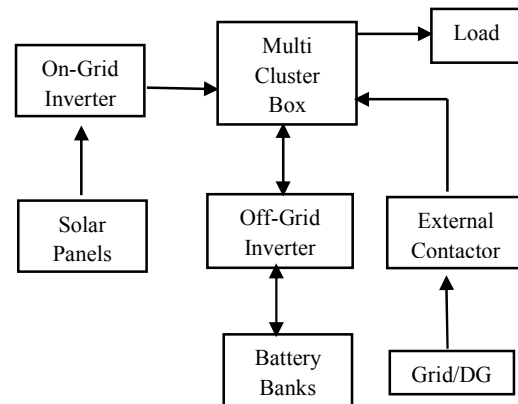 Multi
Cluster
Box
Load
On-Grid
Inverter
Solar
Panels
Off-Grid
Inverter
External
Contactor
Battery
Banks
Grid/DG